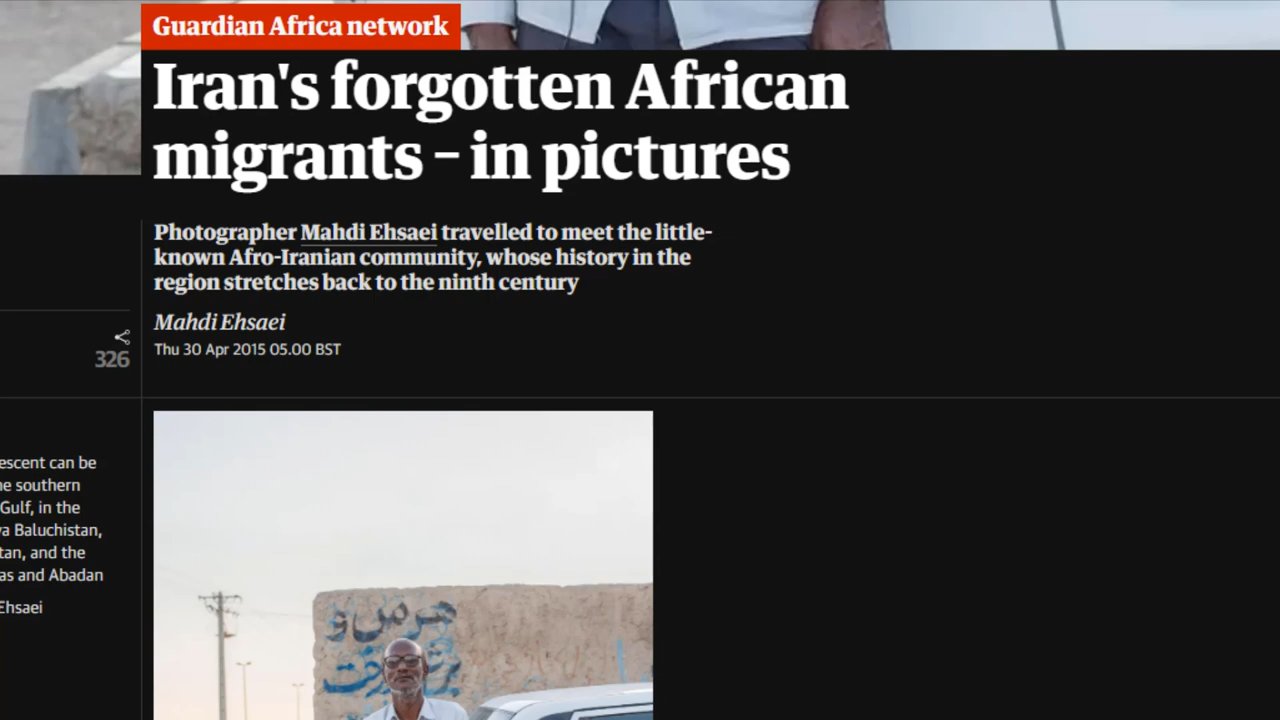 Guardian Africa network
Iran's forgotten African
migrants – in pictures
Photographer Mahdi Ehsaei travelled to meet the little-
known Afro-Iranian community, whose history in the
region stretches back to the ninth century
Mahdi Ehsaei
Thu 30 Apr 2015 05.00 BST
326
escent can be
southern
Gulf, in the
Baluchistan,
tan, and the
as and Abadan
Ehsaei